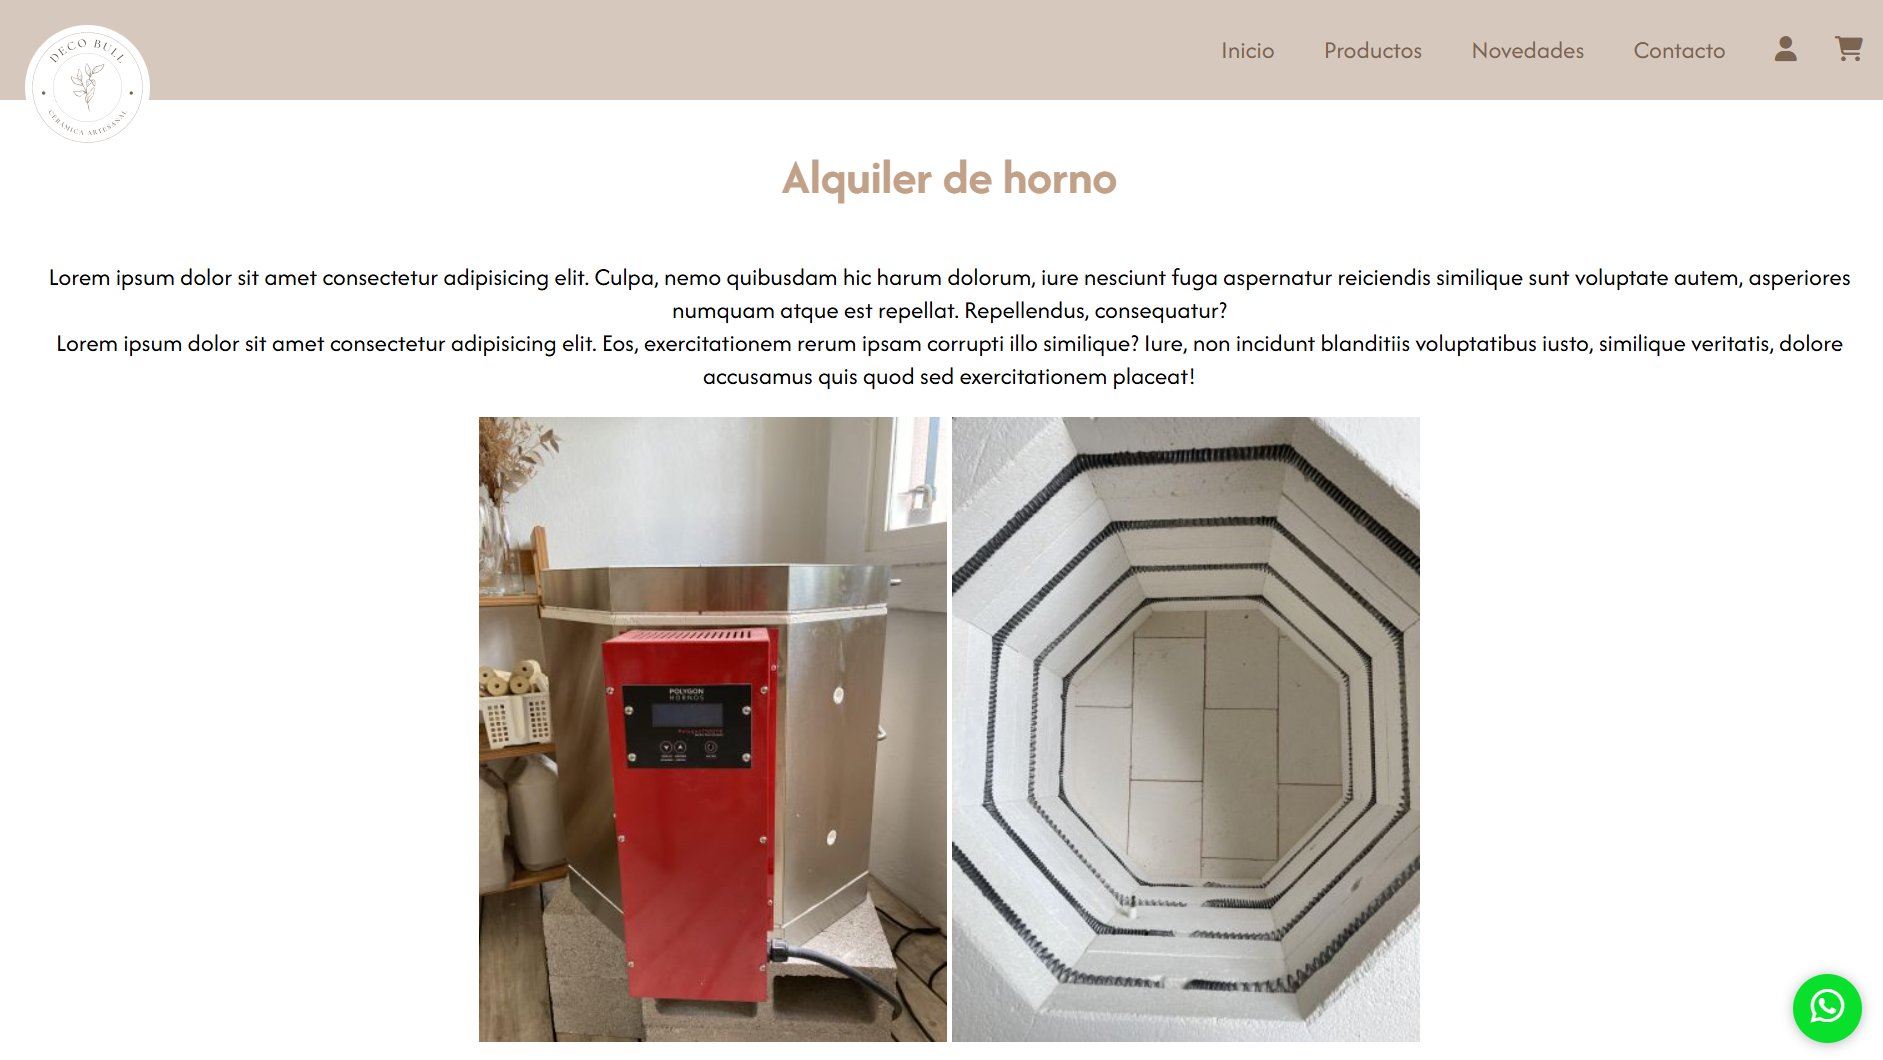 DECO BULL
CERÁMICA ARTESANAL
Inicio
Productos
Novedades
Contacto
Alquiler de horno
Lorem ipsum dolor sit amet consectetur adipisicing elit. Culpa, nemo quibusdam hic harum dolorum, iure nesciunt fuga aspernatur reiciendis similique sunt voluptate autem, asperiores
numquam atque est repellat. Repellendus, consequatur?
Lorem ipsum dolor sit amet consectetur adipisicing elit. Eos, exercitationem rerum ipsam corrupti illo similique? Iure, non incidunt blanditiis voluptatibus iusto, similique veritatis, dolore
accusamus quis quod sed exercitationem placeat!
POLYGON
HORNOS